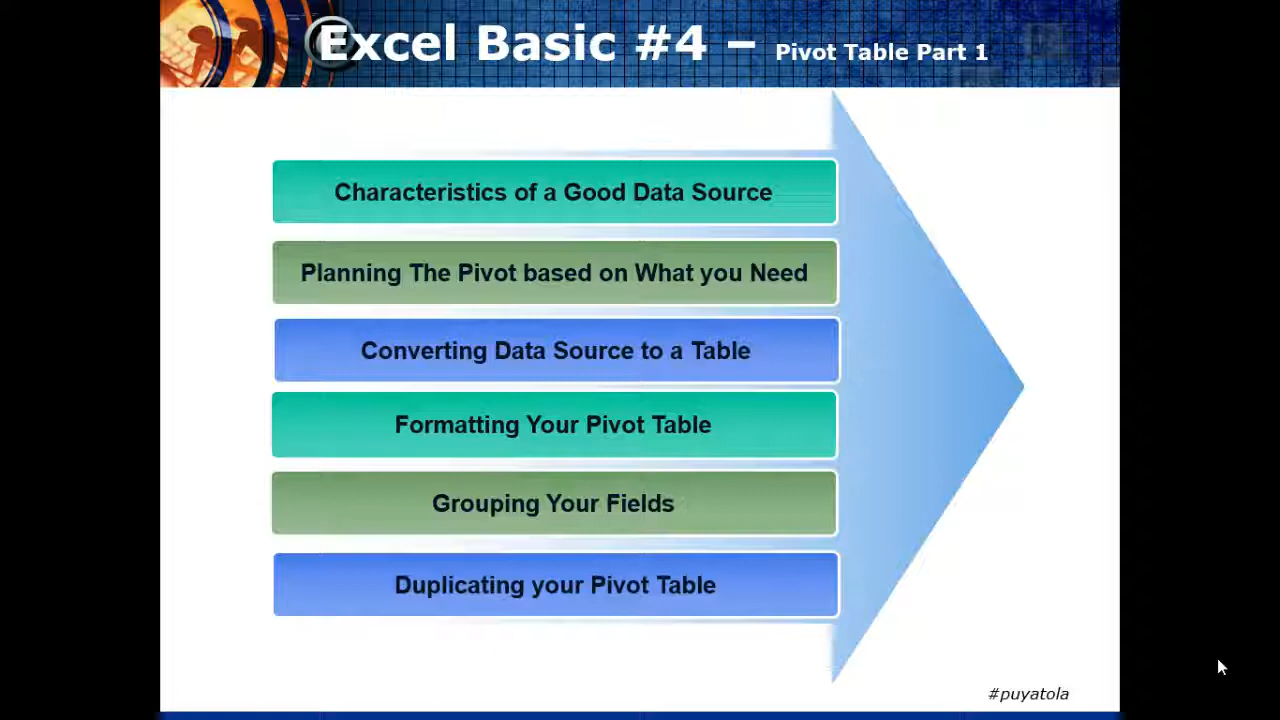 Excel Basic #4 – Pivot Table Part 1
Characteristics of a Good Data Source
Planning The Pivot based on What you Need
Converting Data Source to a Table
Formatting Your Pivot Table
Grouping Your Fields
Duplicating your Pivot Table
#puyatola